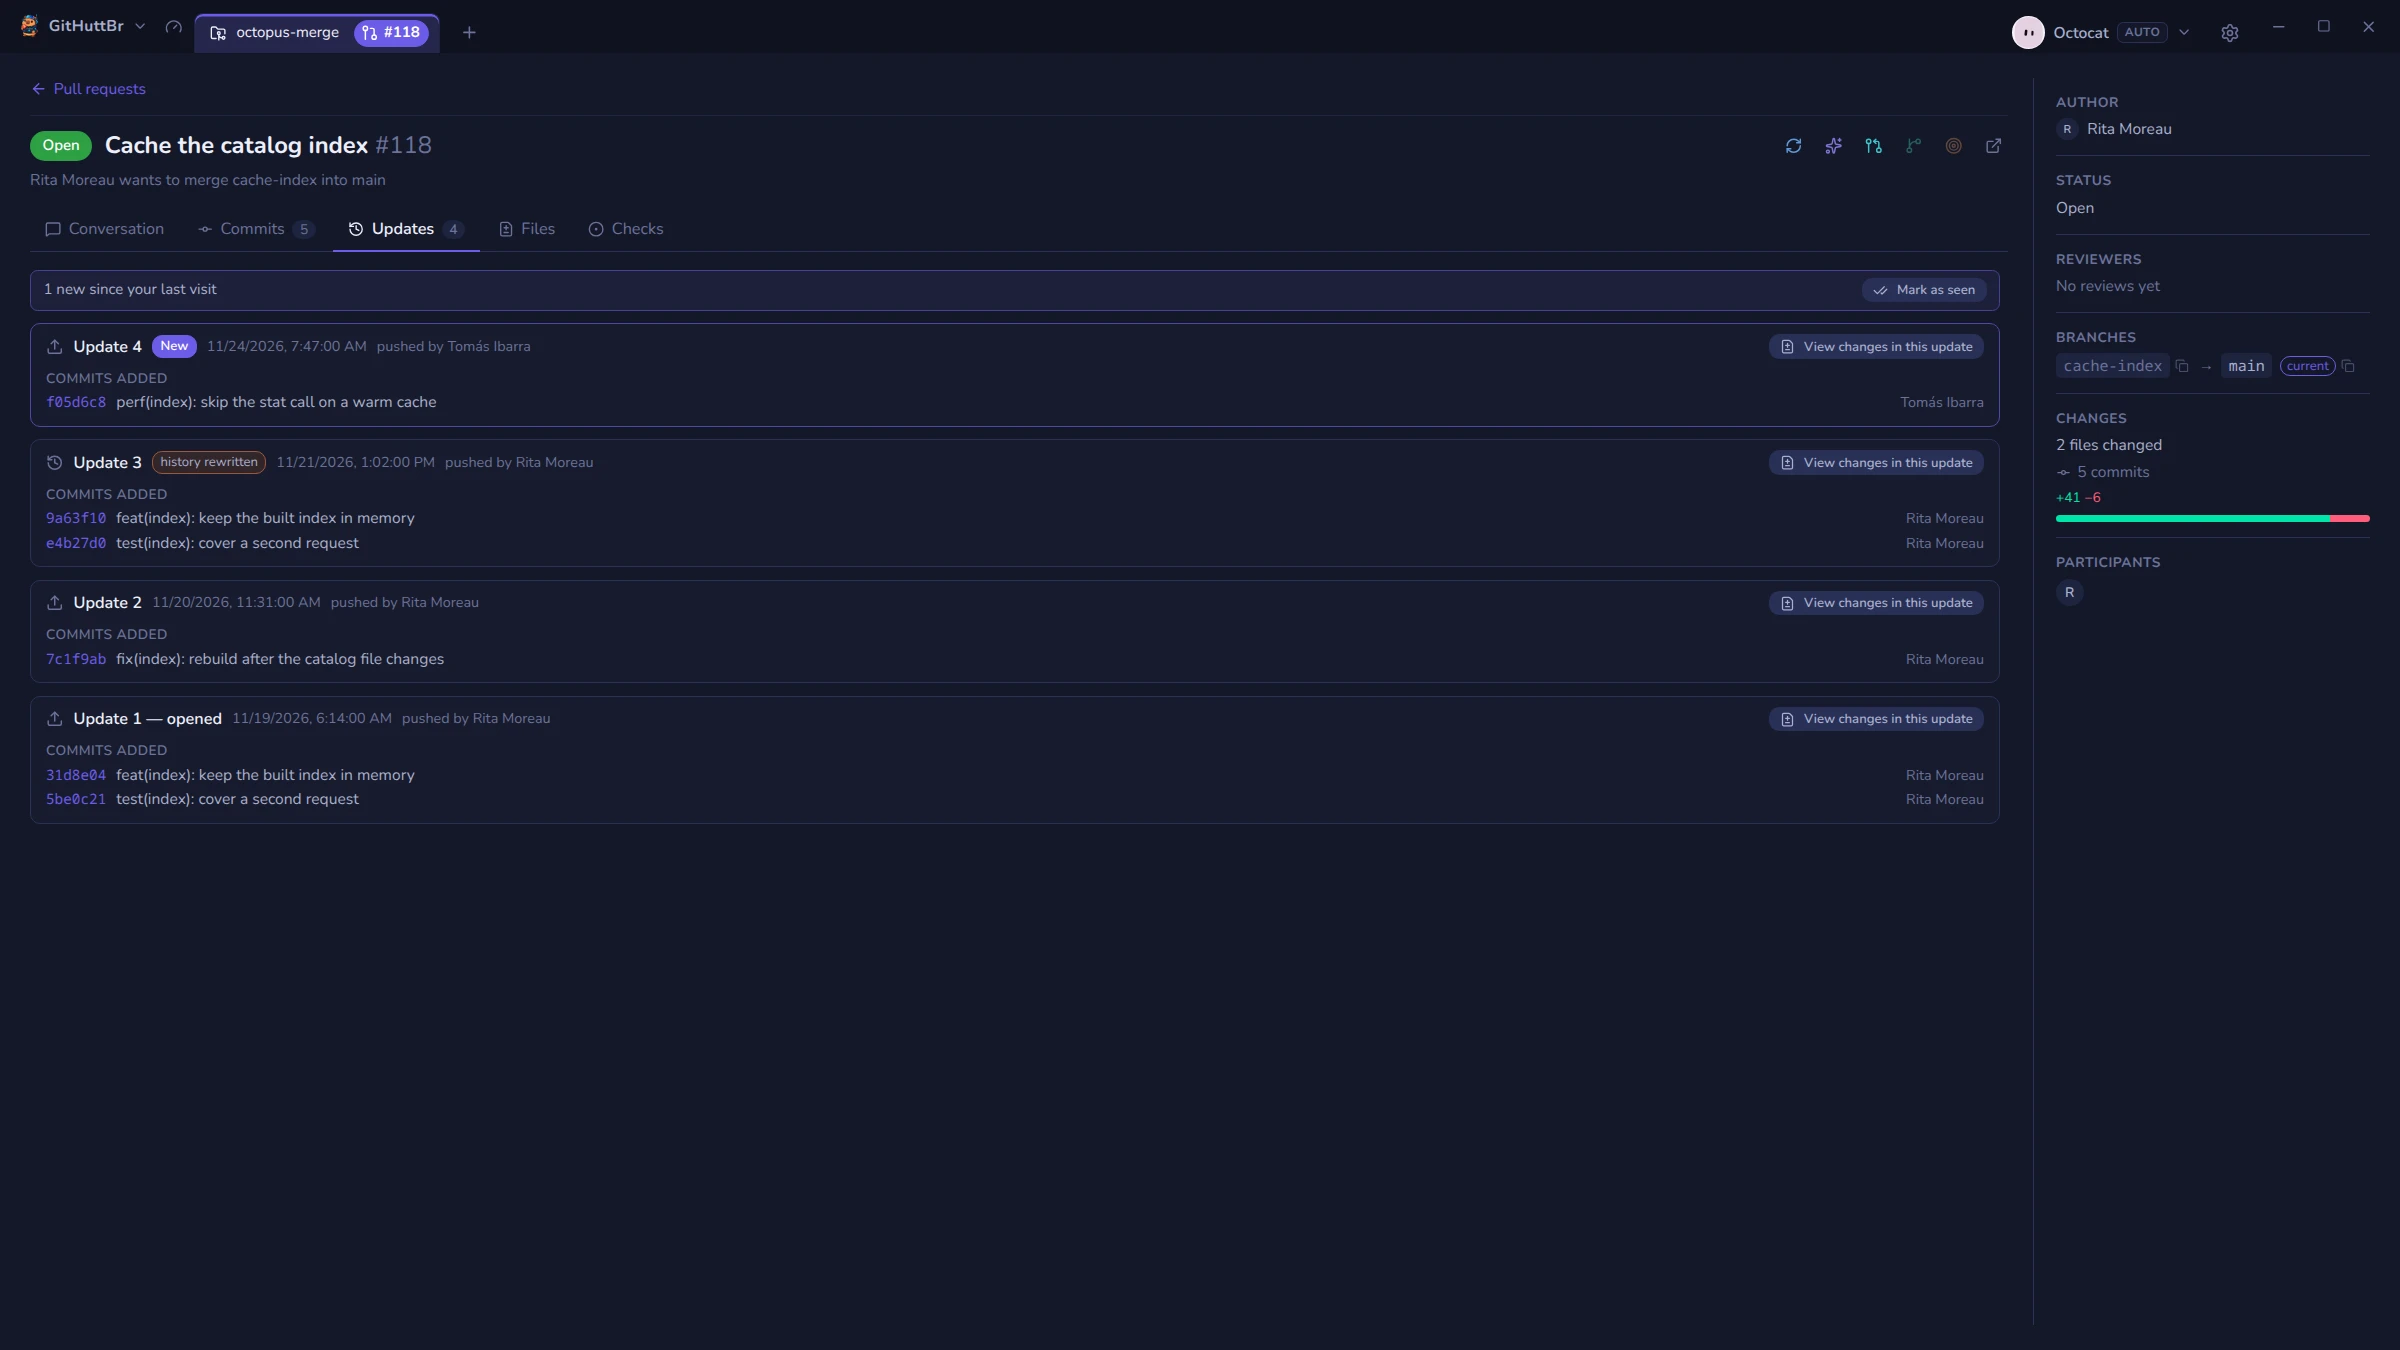 GitHuttBr
octopus-merge #118
Octocat AUTO
Pull requests
Open Cache the catalog index #118
Rita Moreau wants to merge cache-index into main
Conversation Commits 5 Updates 4 Files Checks
1 new since your last visit Mark as seen
Update 4 New 11/24/2026, 7:47:00 AM pushed by Tomás Ibarra View changes in this update
COMMITS ADDED
f05d6c8 perf(index): skip the stat call on a warm cache Tomás Ibarra
Update 3 history rewritten 11/21/2026, 1:02:00 PM pushed by Rita Moreau View changes in this update
COMMITS ADDED
9a63f10 feat(index): keep the built index in memory Rita Moreau
e4b27d0 test(index): cover a second request Rita Moreau
Update 2 11/20/2026, 11:31:00 AM pushed by Rita Moreau View changes in this update
COMMITS ADDED
7c1f9ab fix(index): rebuild after the catalog file changes Rita Moreau
Update 1 — opened 11/19/2026, 6:14:00 AM pushed by Rita Moreau View changes in this update
COMMITS ADDED
31d8e04 feat(index): keep the built index in memory Rita Moreau
5be0c21 test(index): cover a second request Rita Moreau
AUTHOR
R Rita Moreau
STATUS
Open
REVIEWERS
No reviews yet
BRANCHES
cache-index → main current
CHANGES
2 files changed
5 commits
+41 −6
PARTICIPANTS
R